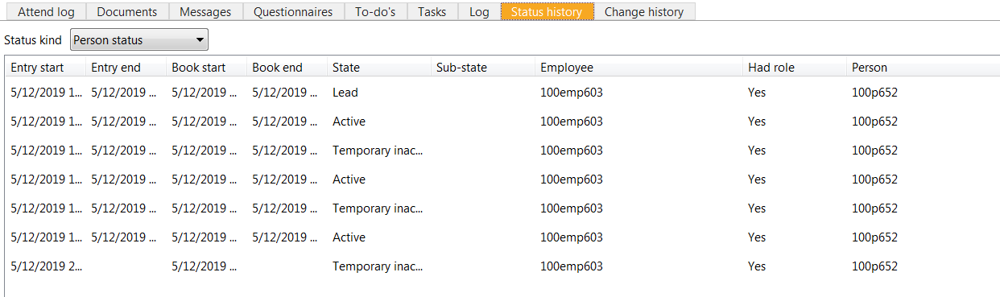 Attend log Documents Messages Questionnaires To-do's Tasks Log Status history Change history
Status kind Person status
Entry start Entry end Book start Book end State Sub-state Employee Had role Person
5/12/2019 1... 5/12/2019 ... 5/12/2019 ... 5/12/2019 ... Lead 100emp603 Yes 100p652
5/12/2019 1... 5/12/2019 ... 5/12/2019 ... 5/12/2019 ... Active 100emp603 Yes 100p652
5/12/2019 1... 5/12/2019 ... 5/12/2019 ... 5/12/2019 ... Temporary inac... 100emp603 Yes 100p652
5/12/2019 1... 5/12/2019 ... 5/12/2019 ... 5/12/2019 ... Active 100emp603 Yes 100p652
5/12/2019 1... 5/12/2019 ... 5/12/2019 ... 5/12/2019 ... Temporary inac... 100emp603 Yes 100p652
5/12/2019 1... 5/12/2019 ... 5/12/2019 ... 5/12/2019 ... Active 100emp603 Yes 100p652
5/12/2019 2... 5/12/2019 ... Temporary inac... 100emp603 Yes 100p652